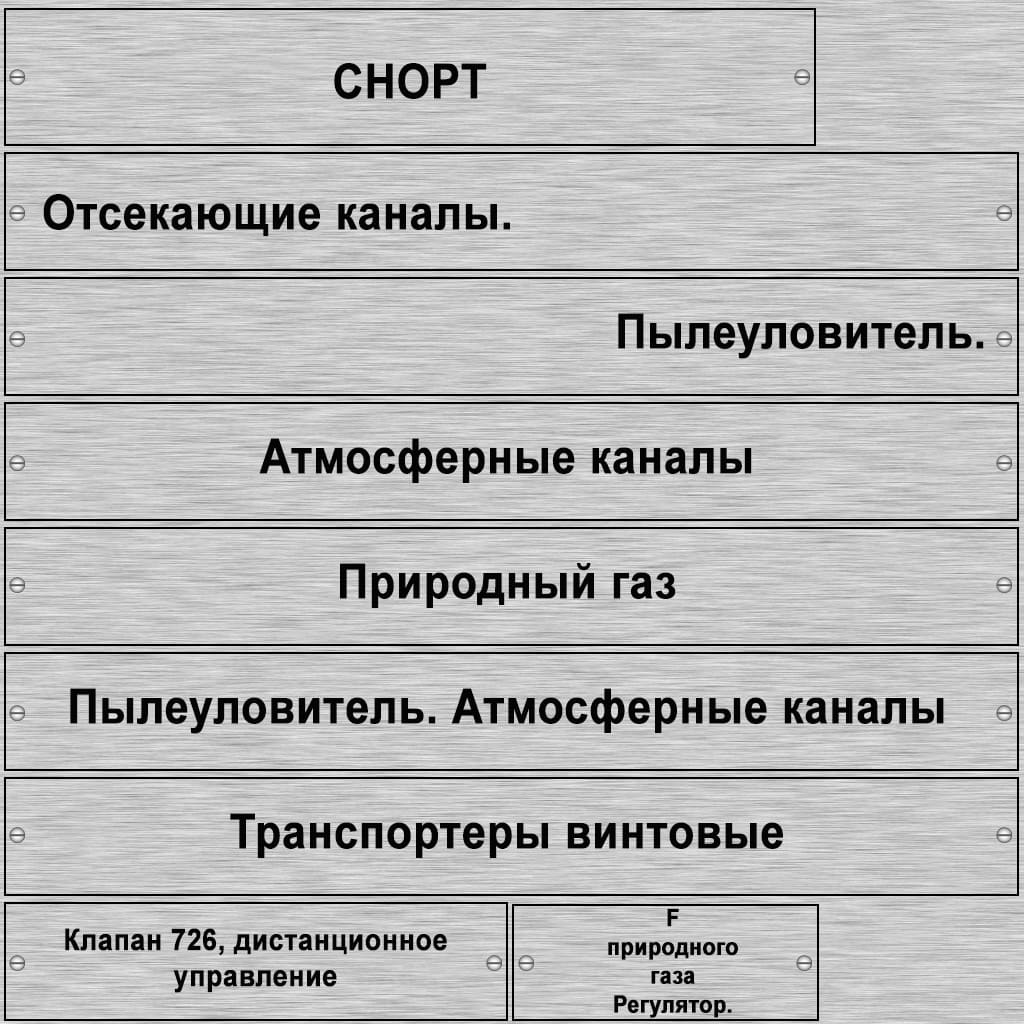 СНОРТ
Отсекающие каналы.
Пылеуловитель.
Атмосферные каналы
Природный газ
Пылеуловитель. Атмосферные каналы
Транспортеры винтовые
Клапан 726, дистанционное
управление
F
природного
газа
Регулятор.